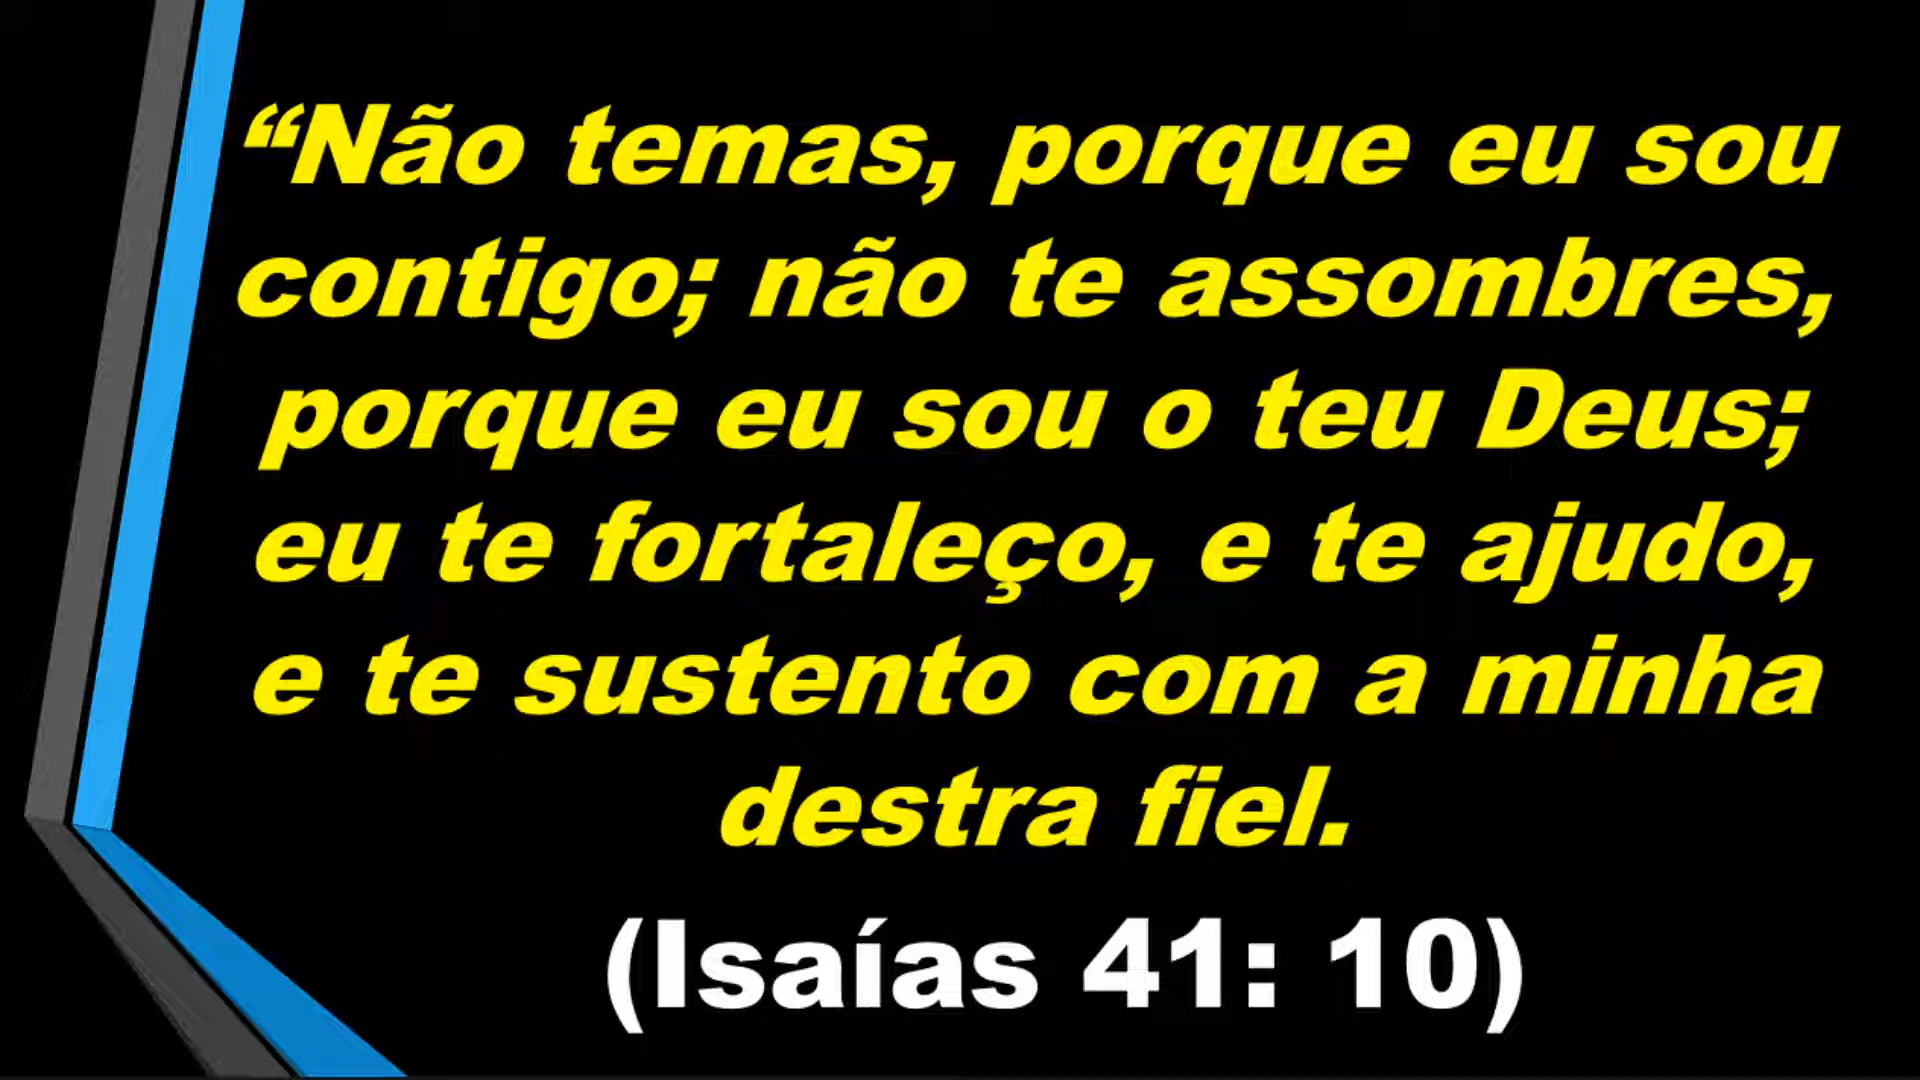 “Não temas, porque eu sou
contigo; não te assombres,
porque eu sou o teu Deus;
eu te fortaleço, e te ajudo,
e te sustento com a minha
destra fiel.
(Isaías 41: 10)